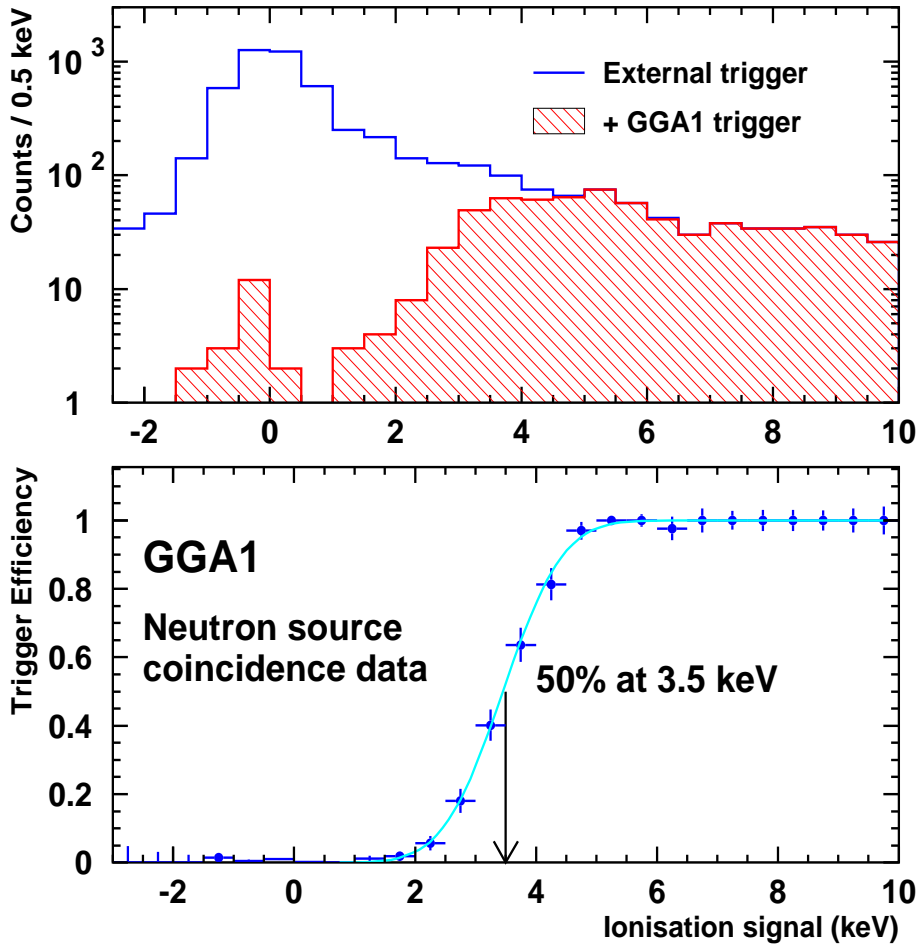 Counts / 0.5 keV
10³
10²
10
1
External trigger
+ GGA1 trigger
-2 0 2 4 6 8 10
Trigger Efficiency
1
0.8
0.6
0.4
0.2
0
GGA1
Neutron source
coincidence data
50% at 3.5 keV
-2 0 2 4 6 8 10
Ionisation signal (keV)